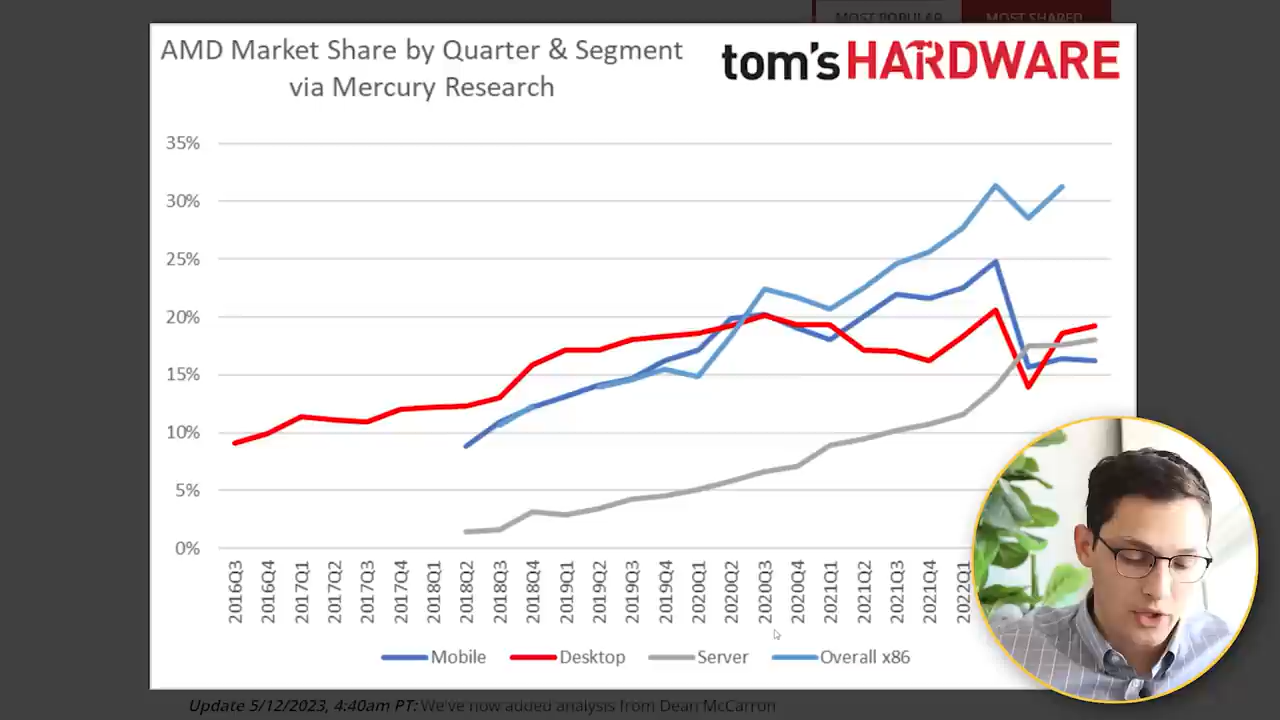 MOST POPULAR
MOST SHARED
AMD Market Share by Quarter & Segment
via Mercury Research
tom's HARDWARE
35%
30%
25%
20%
15%
10%
5%
0%
2016Q3
2016Q4
2017Q1
2017Q2
2017Q3
2017Q4
2018Q1
2018Q2
2018Q3
2018Q4
2019Q1
2019Q2
2019Q3
2019Q4
2020Q1
2020Q2
2020Q3
2020Q4
2021Q1
2021Q2
2021Q3
2021Q4
2022Q1
Mobile
Desktop
Server
Overall x86
Update 5/12/2023, 4:40am PT: We've now added analysis from Dean McCarron